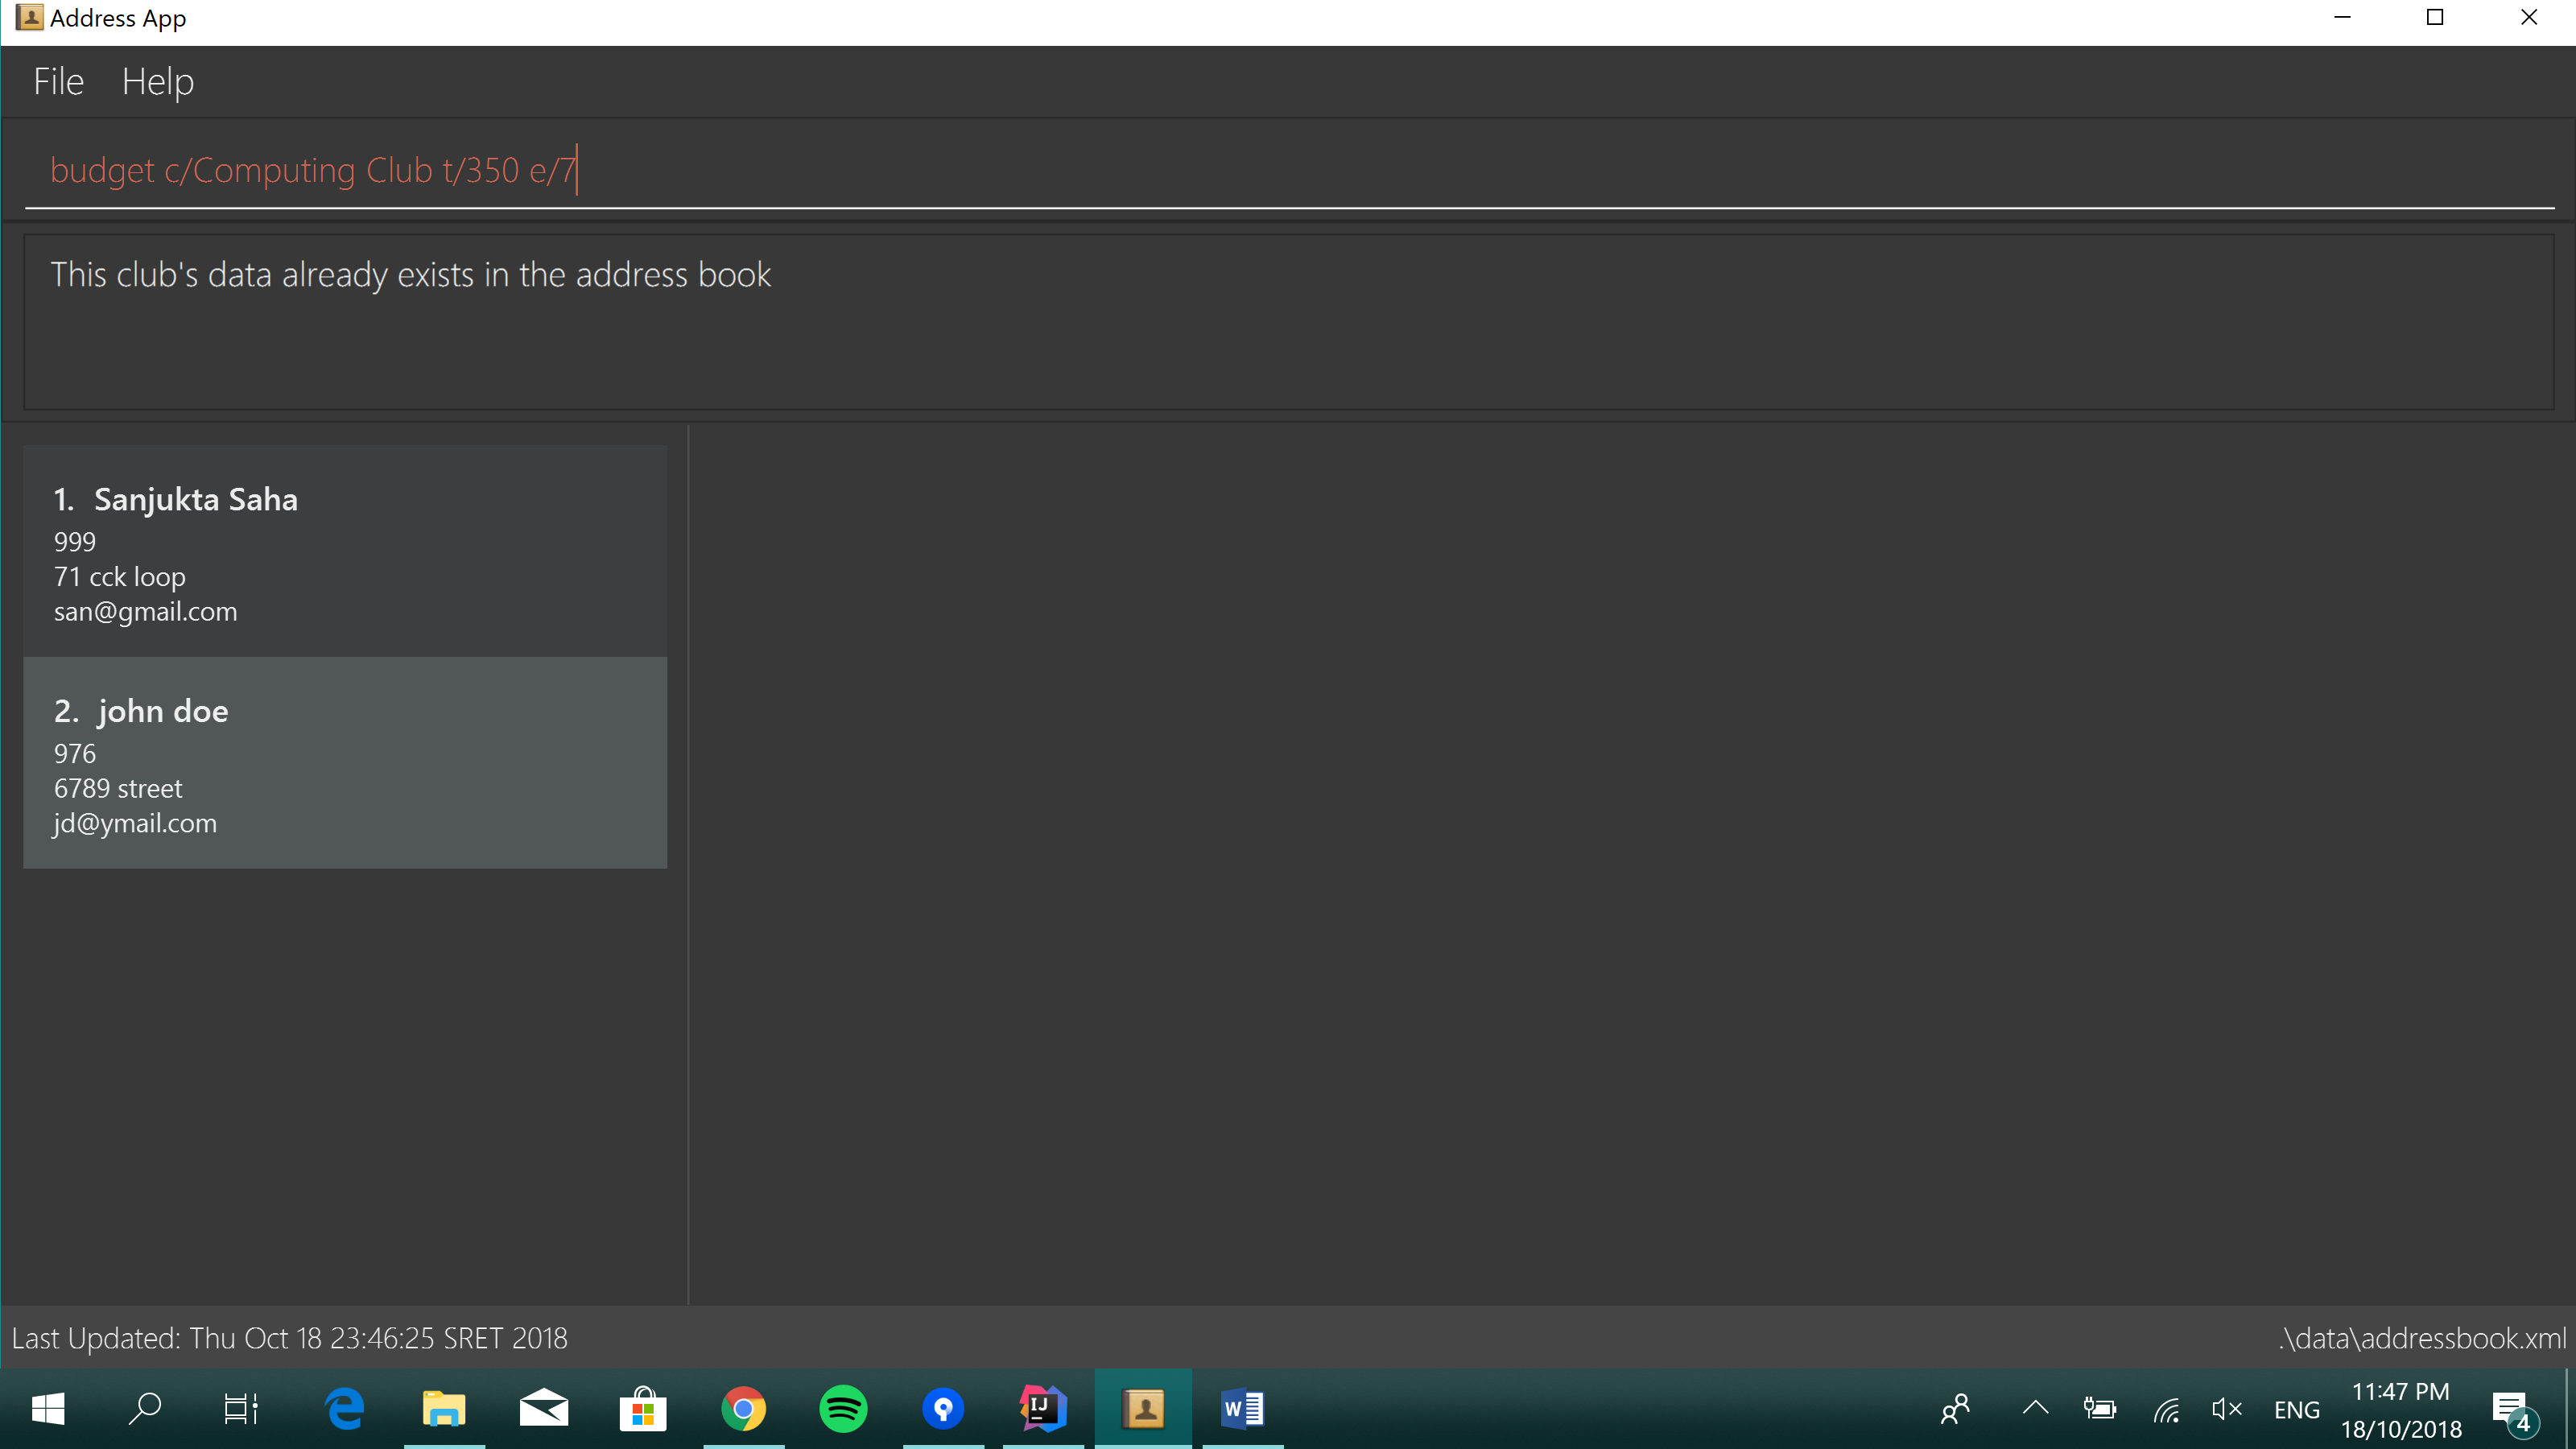 Address App
File Help
budget c/Computing Club t/350 e/7
This club's data already exists in the address book
1. Sanjukta Saha
999
71 cck loop
san@gmail.com
2. john doe
976
6789 street
jd@ymail.com
Last Updated: Thu Oct 18 23:46:25 SRET 2018
.\data\addressbook.xml
IJ
W
ENG
11:47 PM
18/10/2018
4